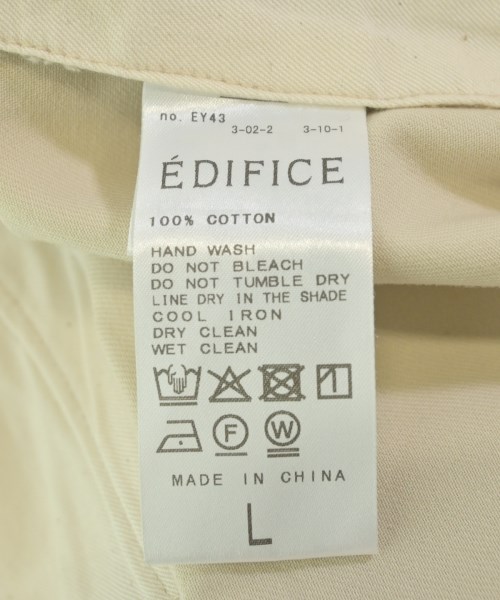 no. EY43
3-02-2 3-10-1
ÉDIFICE
100% COTTON
HAND WASH
DO NOT BLEACH
DO NOT TUMBLE DRY
LINE DRY IN THE SHADE
COOL IRON
DRY CLEAN
WET CLEAN
F W
MADE IN CHINA
L